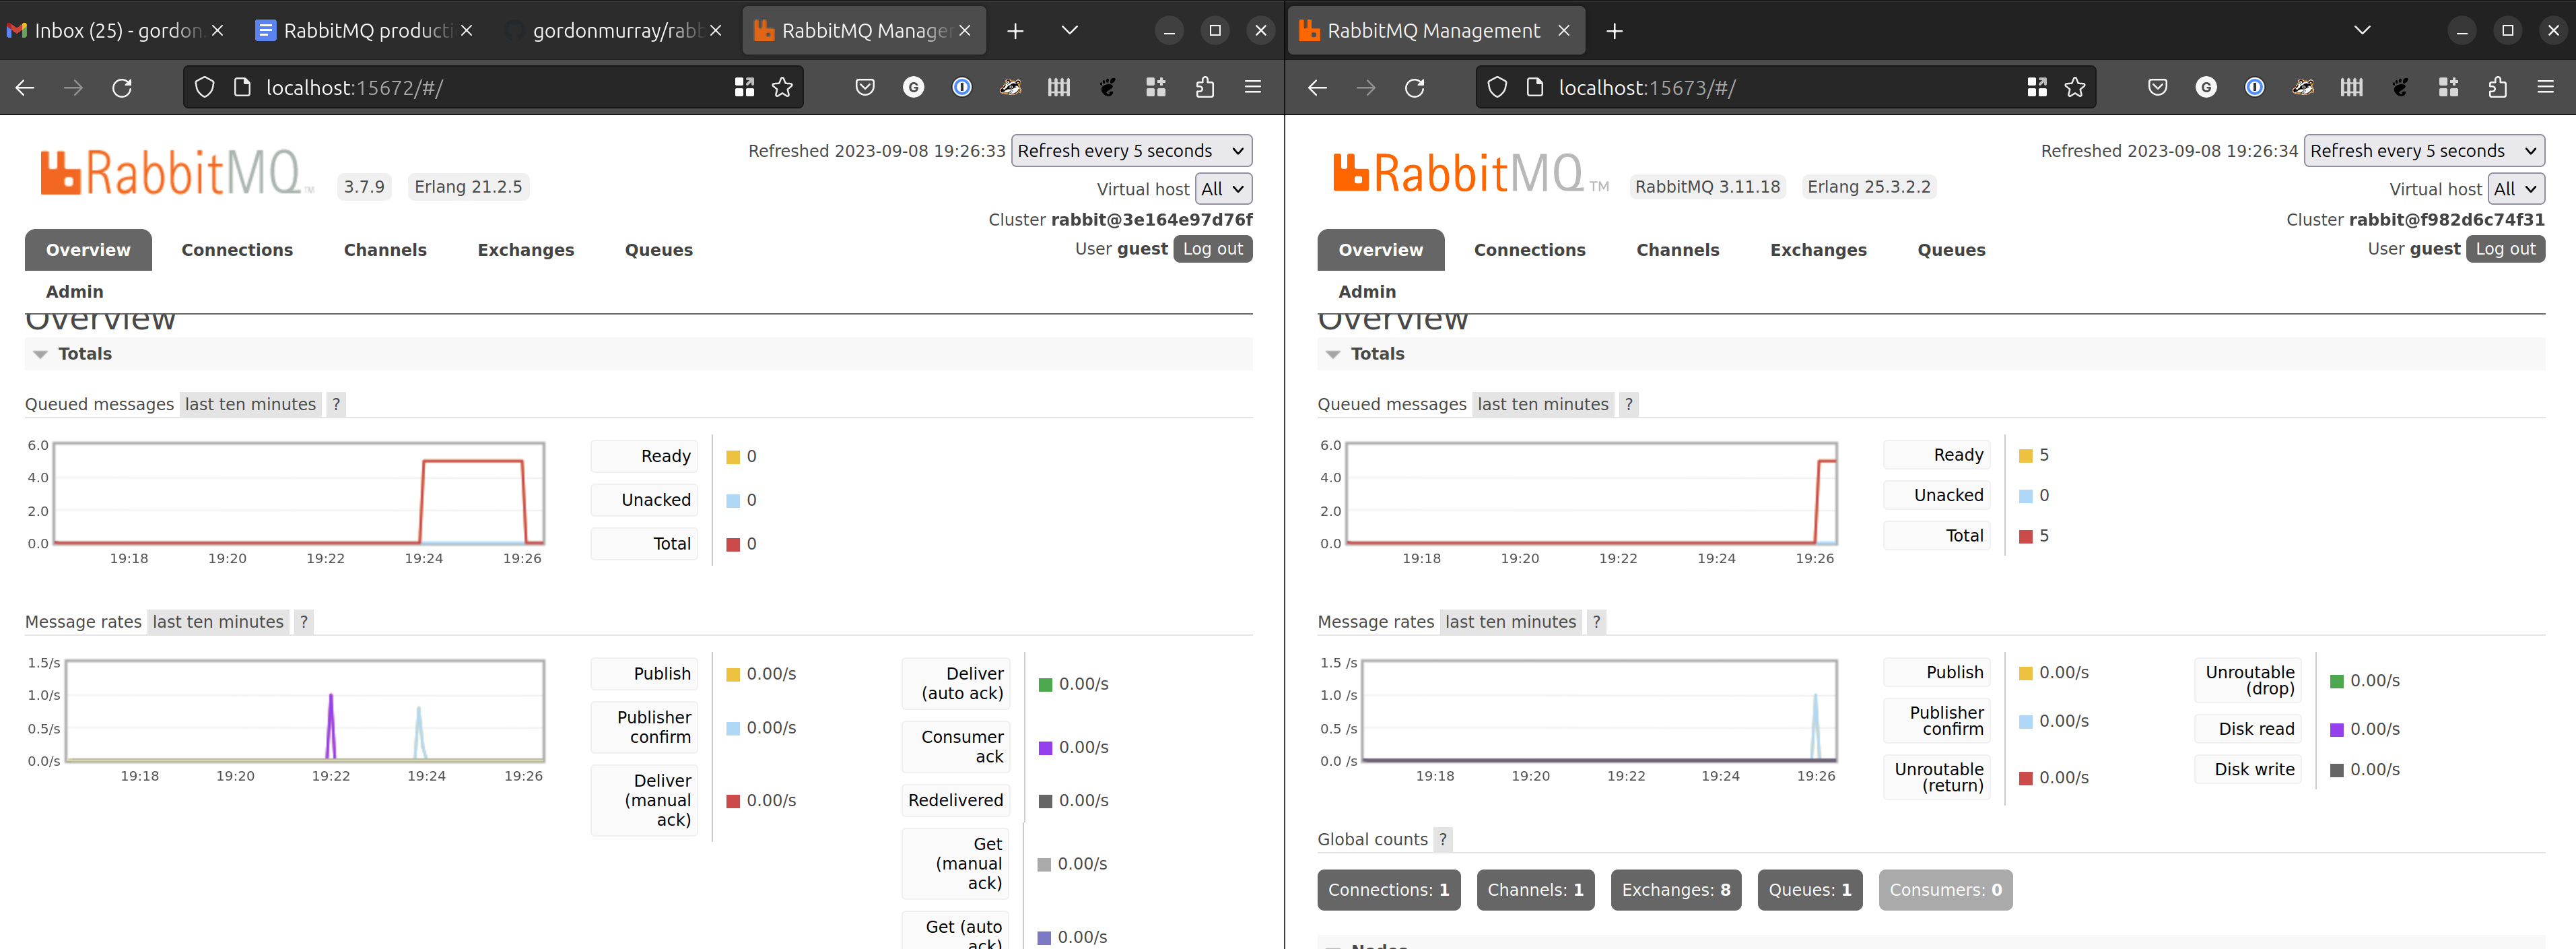 Inbox (25) - gordon
RabbitMQ producti
gordonmurray/rabb
RabbitMQ Manage
localhost:15672/#/
RabbitMQ™
3.7.9
Erlang 21.2.5
Refreshed 2023-09-08 19:26:33
Refresh every 5 seconds
Virtual host All
Cluster rabbit@3e164e97d76f
User guest Log out
Overview
Connections
Channels
Exchanges
Queues
Admin
Overview
Totals
Queued messages last ten minutes ?
6.0
4.0
2.0
0.0
19:18 19:20 19:22 19:24 19:26
Ready 0
Unacked 0
Total 0
Message rates last ten minutes ?
1.5/s
1.0/s
0.5/s
0.0/s
19:18 19:20 19:22 19:24 19:26
Publish 0.00/s
Publisher
confirm 0.00/s
Deliver
(manual
ack) 0.00/s
Deliver
(auto ack) 0.00/s
Consumer
ack 0.00/s
Redelivered 0.00/s
Get
(manual
ack) 0.00/s
Get (auto
ack) 0.00/s
RabbitMQ Management
localhost:15673/#/
RabbitMQ™
RabbitMQ 3.11.18
Erlang 25.3.2.2
Refreshed 2023-09-08 19:26:34
Refresh every 5 seconds
Virtual host All
Cluster rabbit@f982d6c74f31
User guest Log out
Overview
Connections
Channels
Exchanges
Queues
Admin
Overview
Totals
Queued messages last ten minutes ?
6.0
4.0
2.0
0.0
19:18 19:20 19:22 19:24 19:26
Ready 5
Unacked 0
Total 5
Message rates last ten minutes ?
1.5 /s
1.0 /s
0.5 /s
0.0 /s
19:18 19:20 19:22 19:24 19:26
Publish 0.00/s
Publisher
confirm 0.00/s
Unroutable
(return) 0.00/s
Unroutable
(drop) 0.00/s
Disk read 0.00/s
Disk write 0.00/s
Global counts ?
Connections: 1
Channels: 1
Exchanges: 8
Queues: 1
Consumers: 0
Nodes